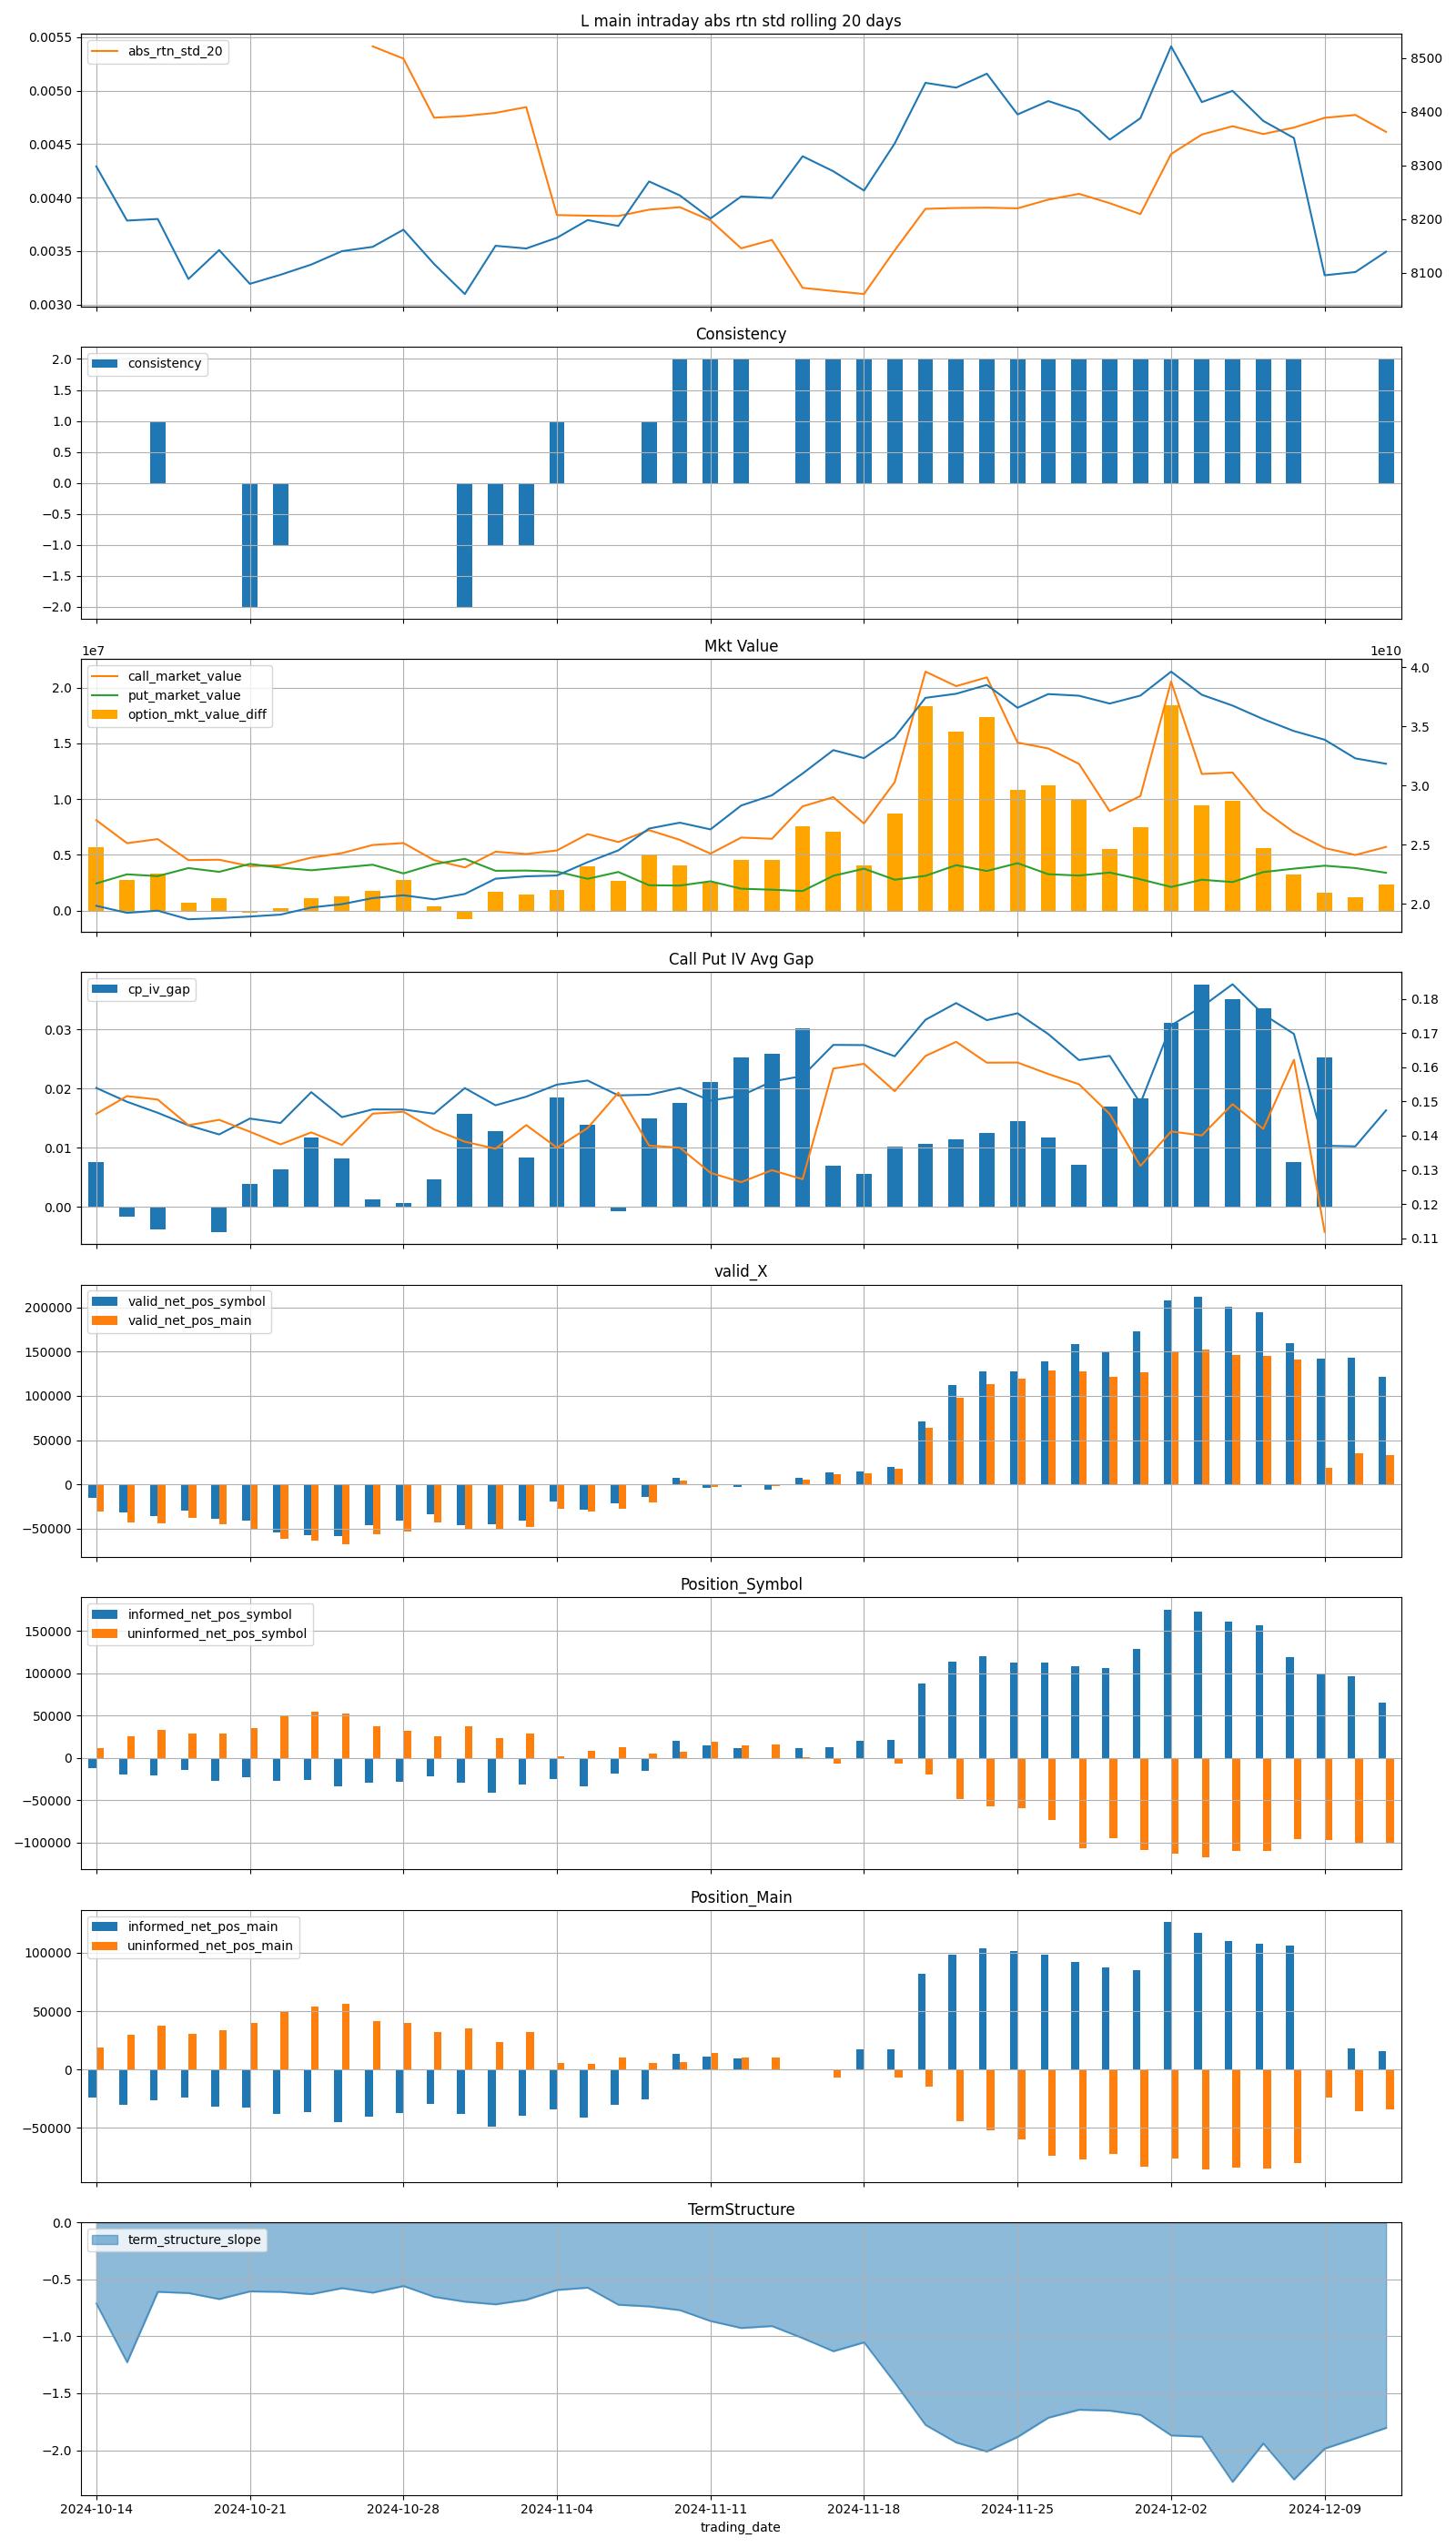 L main intraday abs rtn std rolling 20 days
abs_rtn_std_20
0.0055
0.0050
0.0045
0.0040
0.0035
0.0030
8500
8400
8300
8200
8100
Consistency
consistency
2.0
1.5
1.0
0.5
0.0
−0.5
−1.0
−1.5
−2.0
Mkt Value
1e7
1e10
call_market_value
put_market_value
option_mkt_value_diff
2.0
1.5
1.0
0.5
0.0
4.0
3.5
3.0
2.5
2.0
Call Put IV Avg Gap
cp_iv_gap
0.03
0.02
0.01
0.00
0.18
0.17
0.16
0.15
0.14
0.13
0.12
0.11
valid_X
valid_net_pos_symbol
valid_net_pos_main
200000
150000
100000
50000
0
−50000
Position_Symbol
informed_net_pos_symbol
uninformed_net_pos_symbol
150000
100000
50000
0
−50000
−100000
Position_Main
informed_net_pos_main
uninformed_net_pos_main
100000
50000
0
−50000
TermStructure
term_structure_slope
0.0
−0.5
−1.0
−1.5
−2.0
2024-10-14 2024-10-21 2024-10-28 2024-11-04 2024-11-11 2024-11-18 2024-11-25 2024-12-02 2024-12-09
trading_date